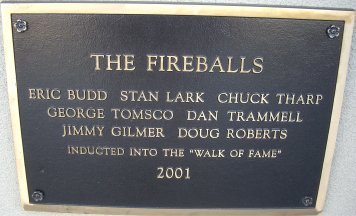 THE FIREBALLS
ERIC BUDD STAN LARK CHUCK THARP
GEORGE TOMSCO DAN TRAMMELL
JIMMY GILMER DOUG ROBERTS
INDUCTED INTO THE "WALK OF FAME"
2001